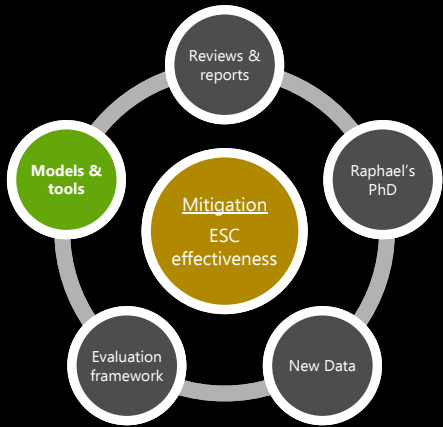 Reviews &
reports
Models &
tools
Raphael's
PhD
Mitigation
ESC
effectiveness
Evaluation
framework
New Data